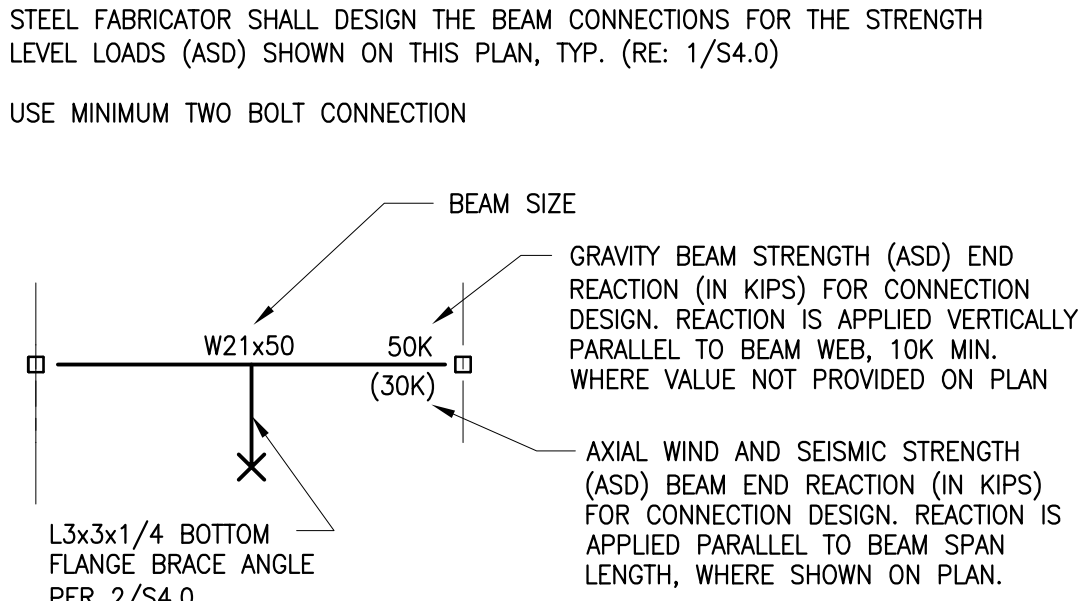 STEEL FABRICATOR SHALL DESIGN THE BEAM CONNECTIONS FOR THE STRENGTH
LEVEL LOADS (ASD) SHOWN ON THIS PLAN, TYP. (RE: 1/S4.0)
USE MINIMUM TWO BOLT CONNECTION
BEAM SIZE
GRAVITY BEAM STRENGTH (ASD) END
REACTION (IN KIPS) FOR CONNECTION
DESIGN. REACTION IS APPLIED VERTICALLY
PARALLEL TO BEAM WEB, 10K MIN.
WHERE VALUE NOT PROVIDED ON PLAN
W21x50
50K
(30K)
AXIAL WIND AND SEISMIC STRENGTH
(ASD) BEAM END REACTION (IN KIPS)
FOR CONNECTION DESIGN. REACTION IS
APPLIED PARALLEL TO BEAM SPAN
LENGTH, WHERE SHOWN ON PLAN.
L3x3x1/4 BOTTOM
FLANGE BRACE ANGLE
PER 2/S4.0